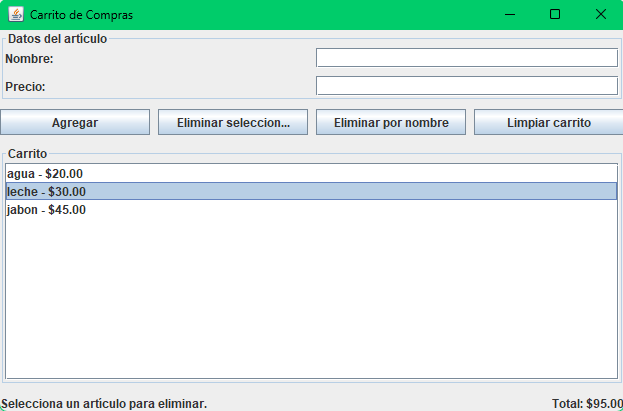 Carrito de Compras
Datos del artículo
Nombre:
Precio:
Agregar
Eliminar seleccion...
Eliminar por nombre
Limpiar carrito
Carrito
agua - $20.00
leche - $30.00
jabon - $45.00
Selecciona un artículo para eliminar.
Total: $95.00